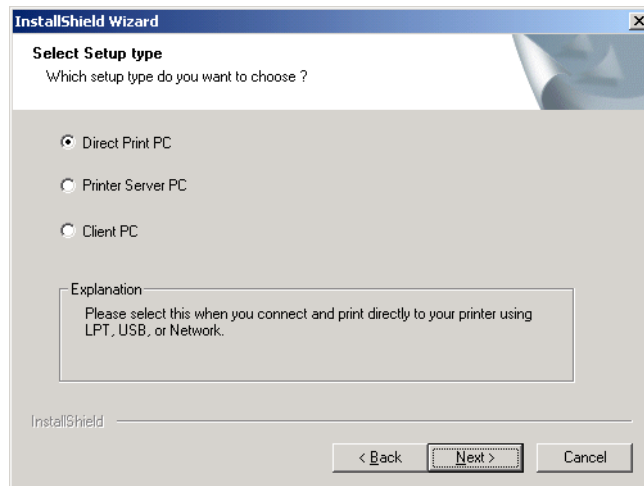 InstallShield Wizard
Select Setup type
Which setup type do you want to choose ?
Direct Print PC
Printer Server PC
Client PC
Explanation
Please select this when you connect and print directly to your printer using
LPT, USB, or Network.
InstallShield
< Back
Next >
Cancel